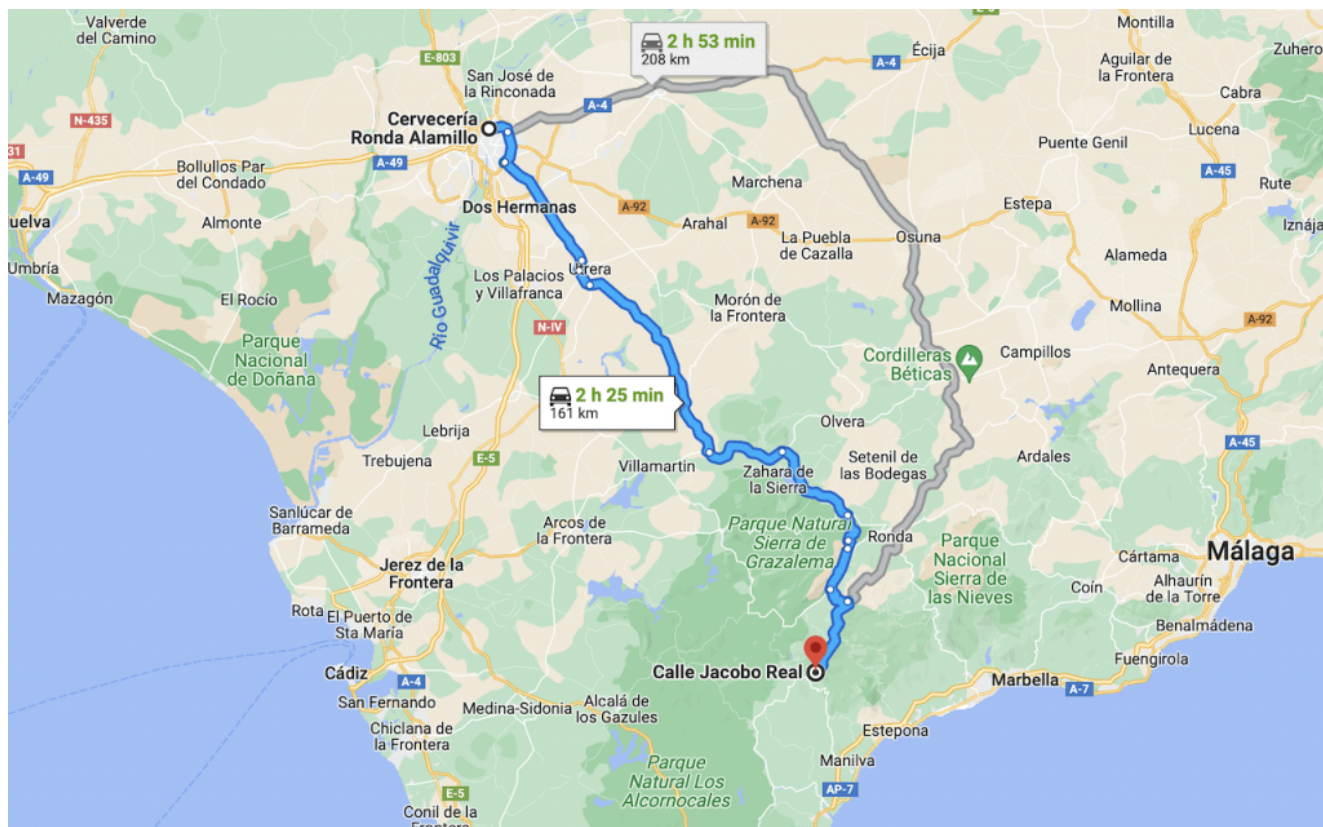 Valverde
del Camino
E-803
San José de
la Rinconada
2 h 53 min
208 km
Écija
A-4
E-5
Montilla
Aguilar de
la Frontera
Zuhero
Cabra
N-435
Cervecería
Ronda Alamillo
A-4
Lucena
31
A-49
Bollullos Par
del Condado
A-49
Puente Genil
A-45
Rute
Marchena
Almonte
Dos Hermanas
A-92
Arahal
A-92
Estepa
Iznája
uelva
Osuna
La Puebla
de Cazalla
Alameda
Umbría
Mazagón
El Rocío
Río Guadalquivir
Los Palacios
y Villafranca
Utrera
Morón de
la Frontera
Mollina
A-92
N-IV
Parque
Nacional
de Doñana
Cordilleras
Béticas
Campillos
Antequera
2 h 25 min
161 km
Olvera
Lebrija
Trebujena
E-5
Villamartin
Zahara de
la Sierra
Setenil de
las Bodegas
Ardales
A-45
Sanlúcar de
Barrameda
Arcos de
la Frontera
Parque Natural
Sierra de
Grazalema
Ronda
Parque
Nacional
Sierra de
las Nieves
Cártama
Málaga
Jerez de la
Frontera
Coín
Alhaurín
de la Torre
Rota
El Puerto de
Sta María
Benalmádena
Cádiz
Calle Jacobo Real
Fuengirola
A-4
Marbella
A-7
San Fernando
Medina-Sidonia
Alcalá de
los Gazules
Chiclana de
la Frontera
Estepona
Manilva
Parque
Natural Los
Alcornocales
AP-7
E-5
Conil de la
Frontera